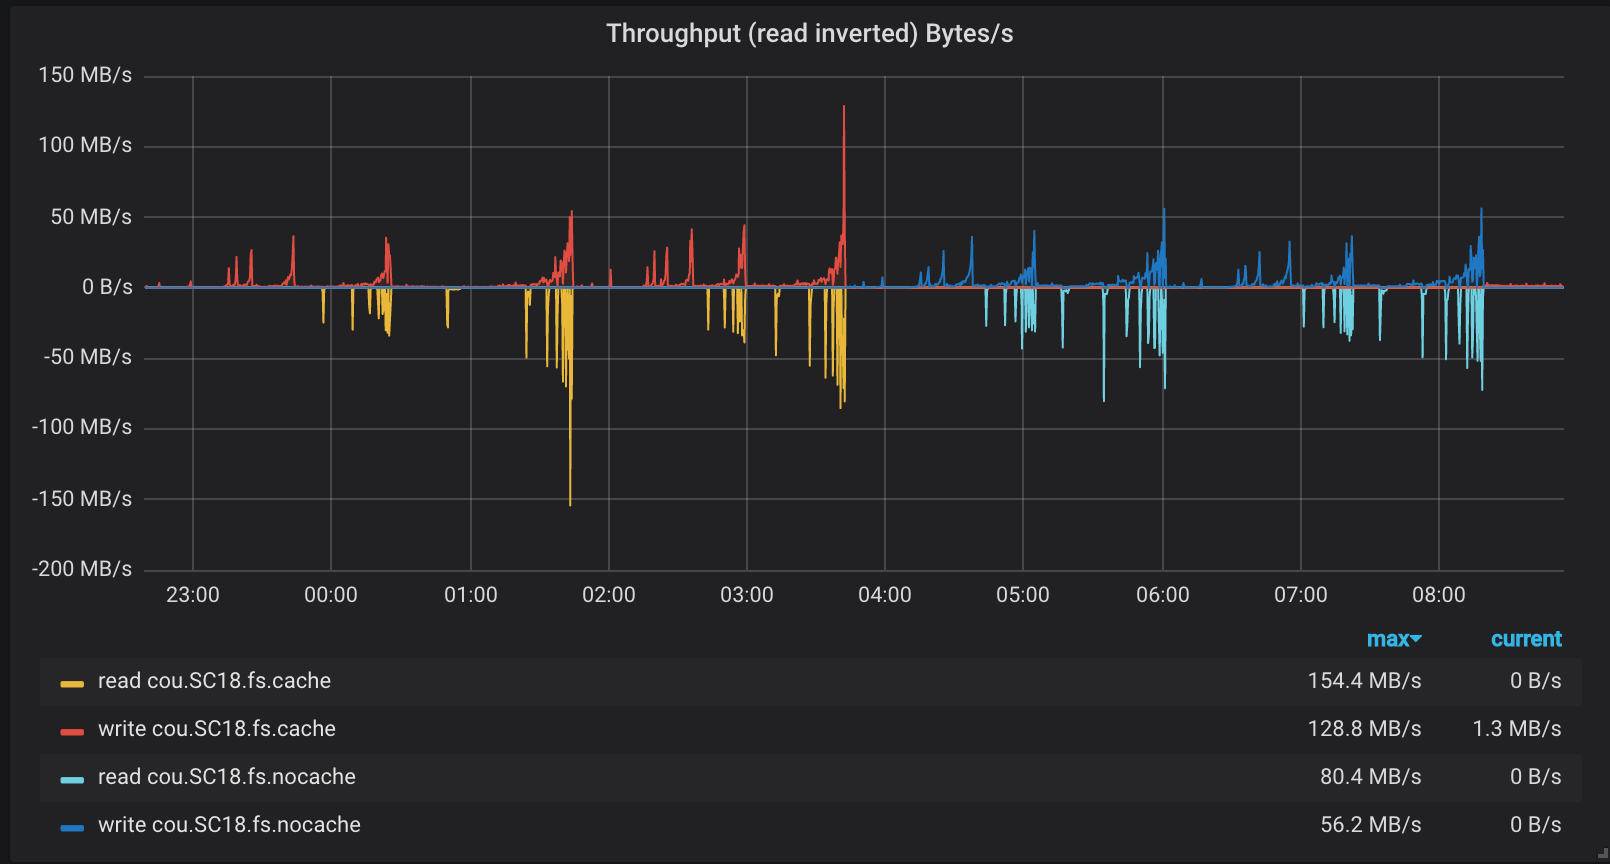 Throughput (read inverted) Bytes/s
150 MB/s
100 MB/s
50 MB/s
0 B/s
-50 MB/s
-100 MB/s
-150 MB/s
-200 MB/s
23:00 00:00 01:00 02:00 03:00 04:00 05:00 06:00 07:00 08:00
max current
read cou.SC18.fs.cache 154.4 MB/s 0 B/s
write cou.SC18.fs.cache 128.8 MB/s 1.3 MB/s
read cou.SC18.fs.nocache 80.4 MB/s 0 B/s
write cou.SC18.fs.nocache 56.2 MB/s 0 B/s